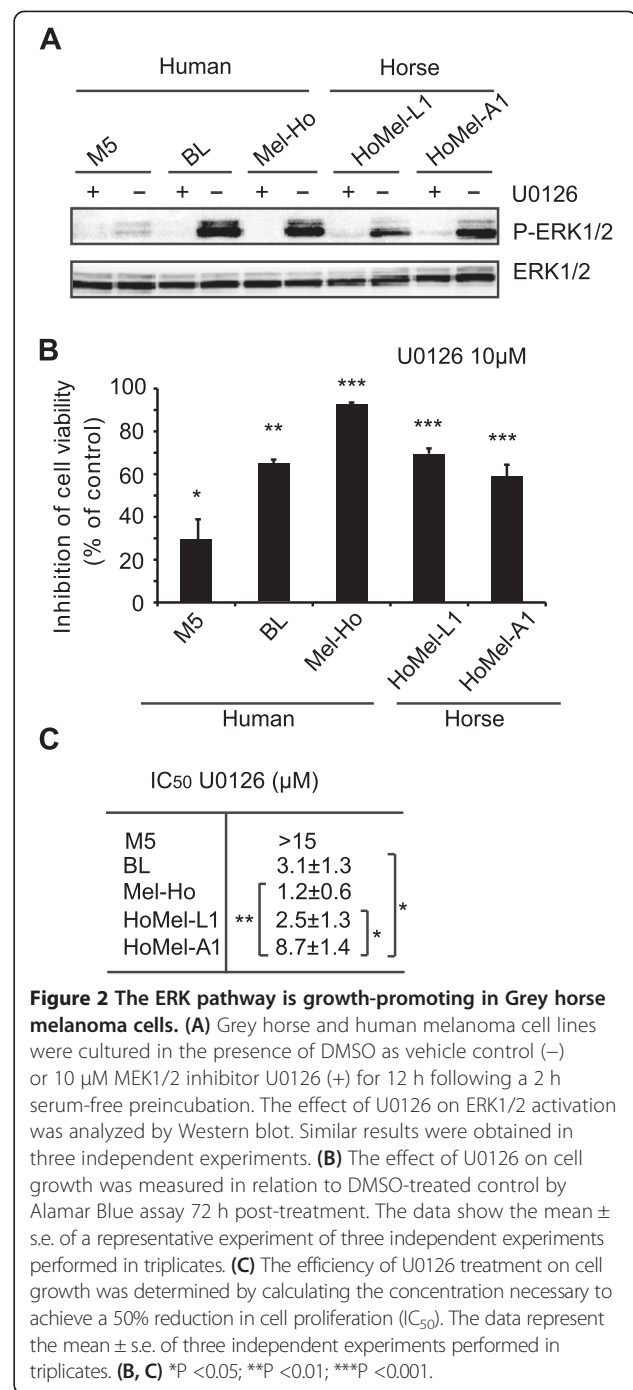 A
Human Horse
M5 BL Mel-Ho HoMel-L1 HoMel-A1
+ − + − + − + − + − U0126
P-ERK1/2
ERK1/2
B
U0126 10µM
Inhibition of cell viability
(% of control)
100
80
60
40
20
0
* ** *** *** ***
M5 BL Mel-Ho HoMel-L1 HoMel-A1
Human Horse
C
IC50 U0126 (µM)
M5 >15
BL 3.1±1.3
Mel-Ho 1.2±0.6
HoMel-L1 2.5±1.3
HoMel-A1 8.7±1.4
** * *
Figure 2 The ERK pathway is growth-promoting in Grey horse
melanoma cells. (A) Grey horse and human melanoma cell lines
were cultured in the presence of DMSO as vehicle control (−)
or 10 µM MEK1/2 inhibitor U0126 (+) for 12 h following a 2 h
serum-free preincubation. The effect of U0126 on ERK1/2 activation
was analyzed by Western blot. Similar results were obtained in
three independent experiments. (B) The effect of U0126 on cell
growth was measured in relation to DMSO-treated control by
Alamar Blue assay 72 h post-treatment. The data show the mean ±
s.e. of a representative experiment of three independent experiments
performed in triplicates. (C) The efficiency of U0126 treatment on cell
growth was determined by calculating the concentration necessary to
achieve a 50% reduction in cell proliferation (IC50). The data represent
the mean ± s.e. of three independent experiments performed in
triplicates. (B, C) *P <0.05; **P <0.01; ***P <0.001.